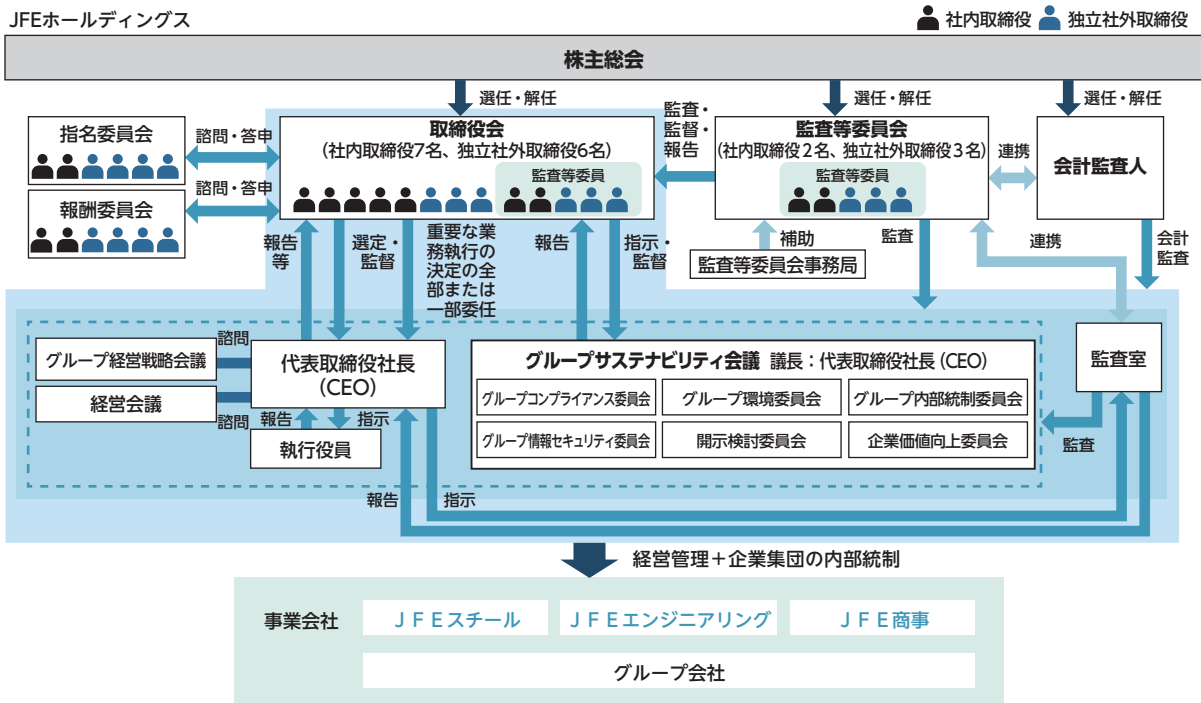 JFEホールディングス
社内取締役
独立社外取締役
株主総会
選任・解任
選任・解任
選任・解任
指名委員会
諮問・答申
報酬委員会
諮問・答申
取締役会
(社内取締役7名、独立社外取締役6名)
監査等委員
監査・
監督・
報告
監査等委員会
(社内取締役2名、独立社外取締役3名)
監査等委員
連携
会計監査人
報告
等
選定・
監督
重要な業
務執行の
決定の全
部または
一部委任
報告
指示・
監督
補助
監査等委員会事務局
監査
連携
会計
監査
グループ経営戦略会議
諮問
経営会議
諮問
代表取締役社長
(CEO)
報告
指示
執行役員
グループサステナビリティ会議 議長：代表取締役社長(CEO)
グループコンプライアンス委員会
グループ環境委員会
グループ内部統制委員会
グループ情報セキュリティ委員会
開示検討委員会
企業価値向上委員会
監査室
監査
報告
指示
経営管理＋企業集団の内部統制
事業会社
JFEスチール
JFEエンジニアリング
JFE商事
グループ会社